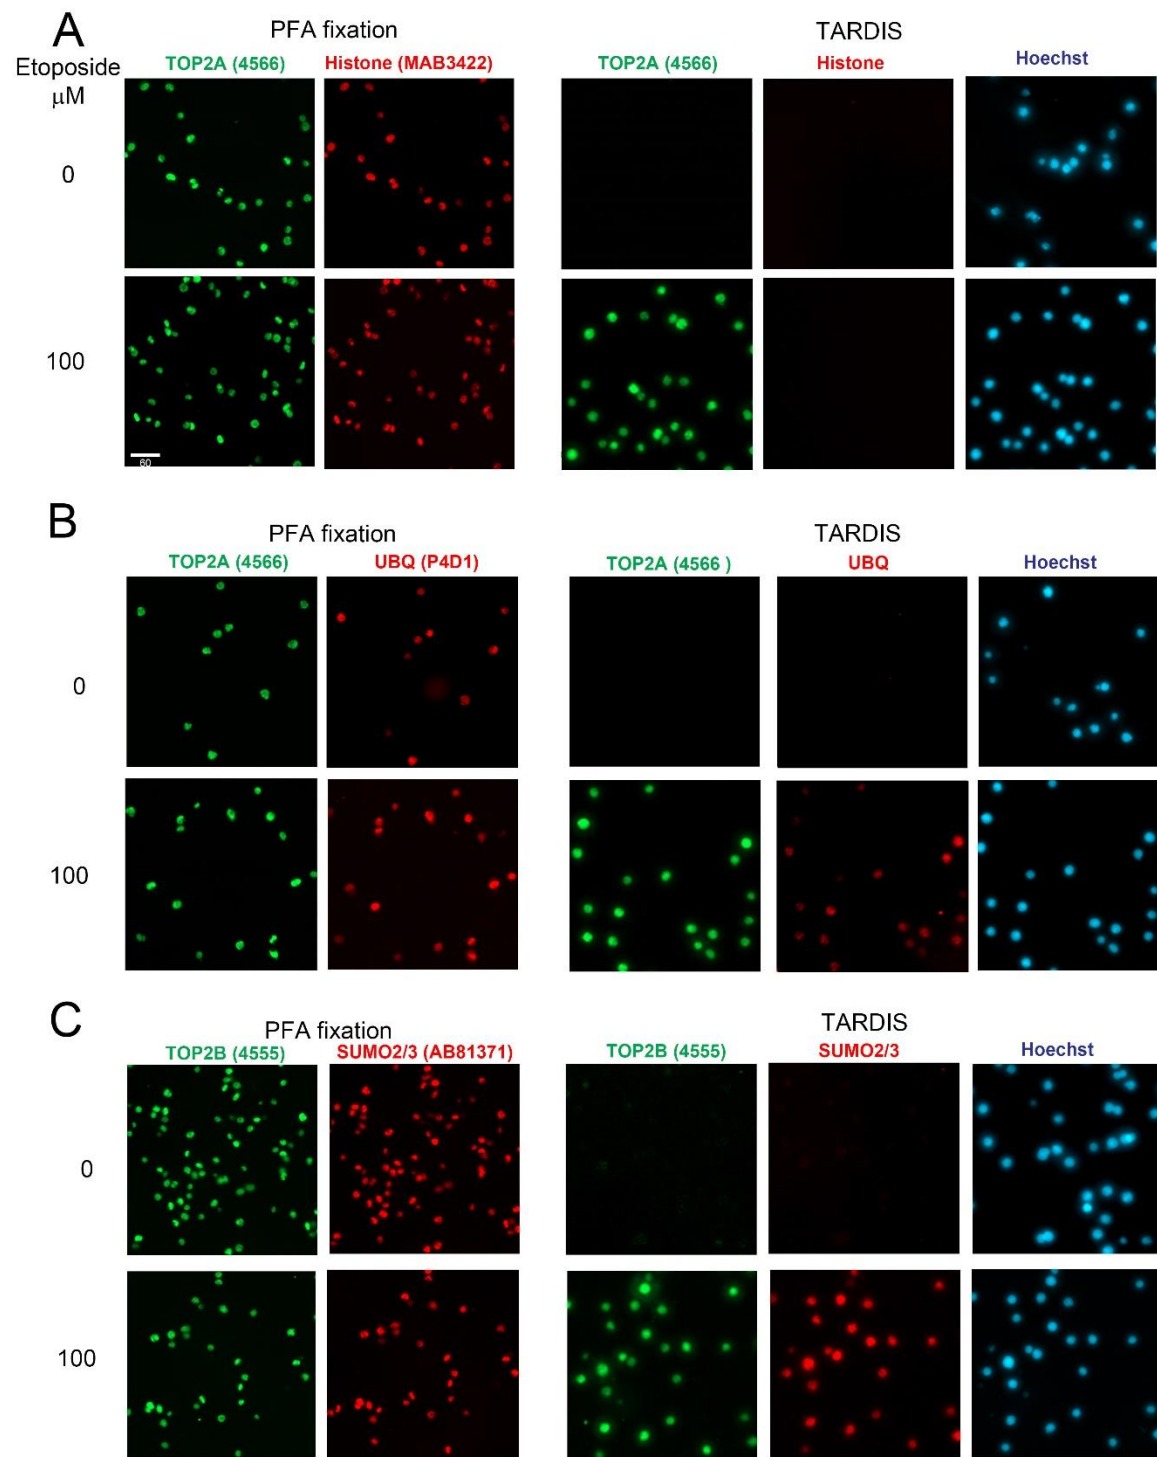 A
PFA fixation
TARDIS
Etoposide
μM
TOP2A (4566)
Histone (MAB3422)
TOP2A (4566)
Histone
Hoechst
0
100
60
B
PFA fixation
TARDIS
TOP2A (4566)
UBQ (P4D1)
TOP2A (4566 )
UBQ
Hoechst
0
100
C
PFA fixation
TARDIS
TOP2B (4555)
SUMO2/3 (AB81371)
TOP2B (4555)
SUMO2/3
Hoechst
0
100